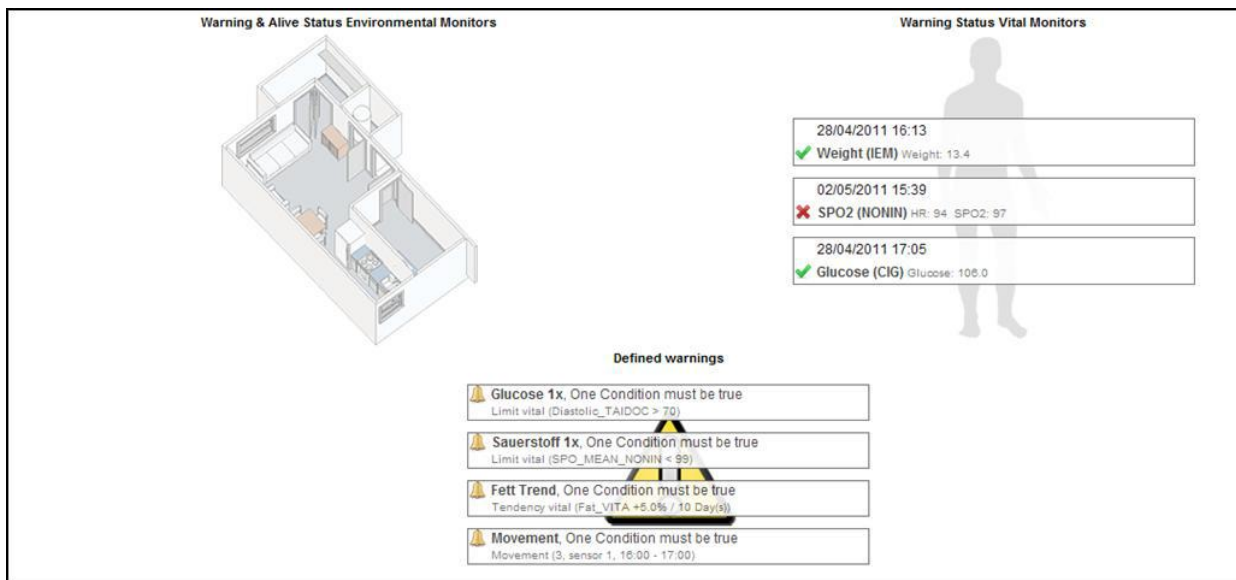 Warning & Alive Status Environmental Monitors
Warning Status Vital Monitors
28/04/2011 16:13
Weight (IEM) Weight: 13.4
02/05/2011 15:39
SPO2 (NONIN) HR: 94 SPO2: 97
28/04/2011 17:05
Glucose (CIG) Glucose: 106.0
Defined warnings
Glucose 1x, One Condition must be true
Limit vital (Diastolic_TAIDOC > 70)
Sauerstoff 1x, One Condition must be true
Limit vital (SPO_MEAN_NONIN < 99)
Fett Trend, One Condition must be true
Tendency vital (Fat_VITA +5.0% / 10 Day(s))
Movement, One Condition must be true
Movement (3, sensor 1, 16:00 - 17:00)